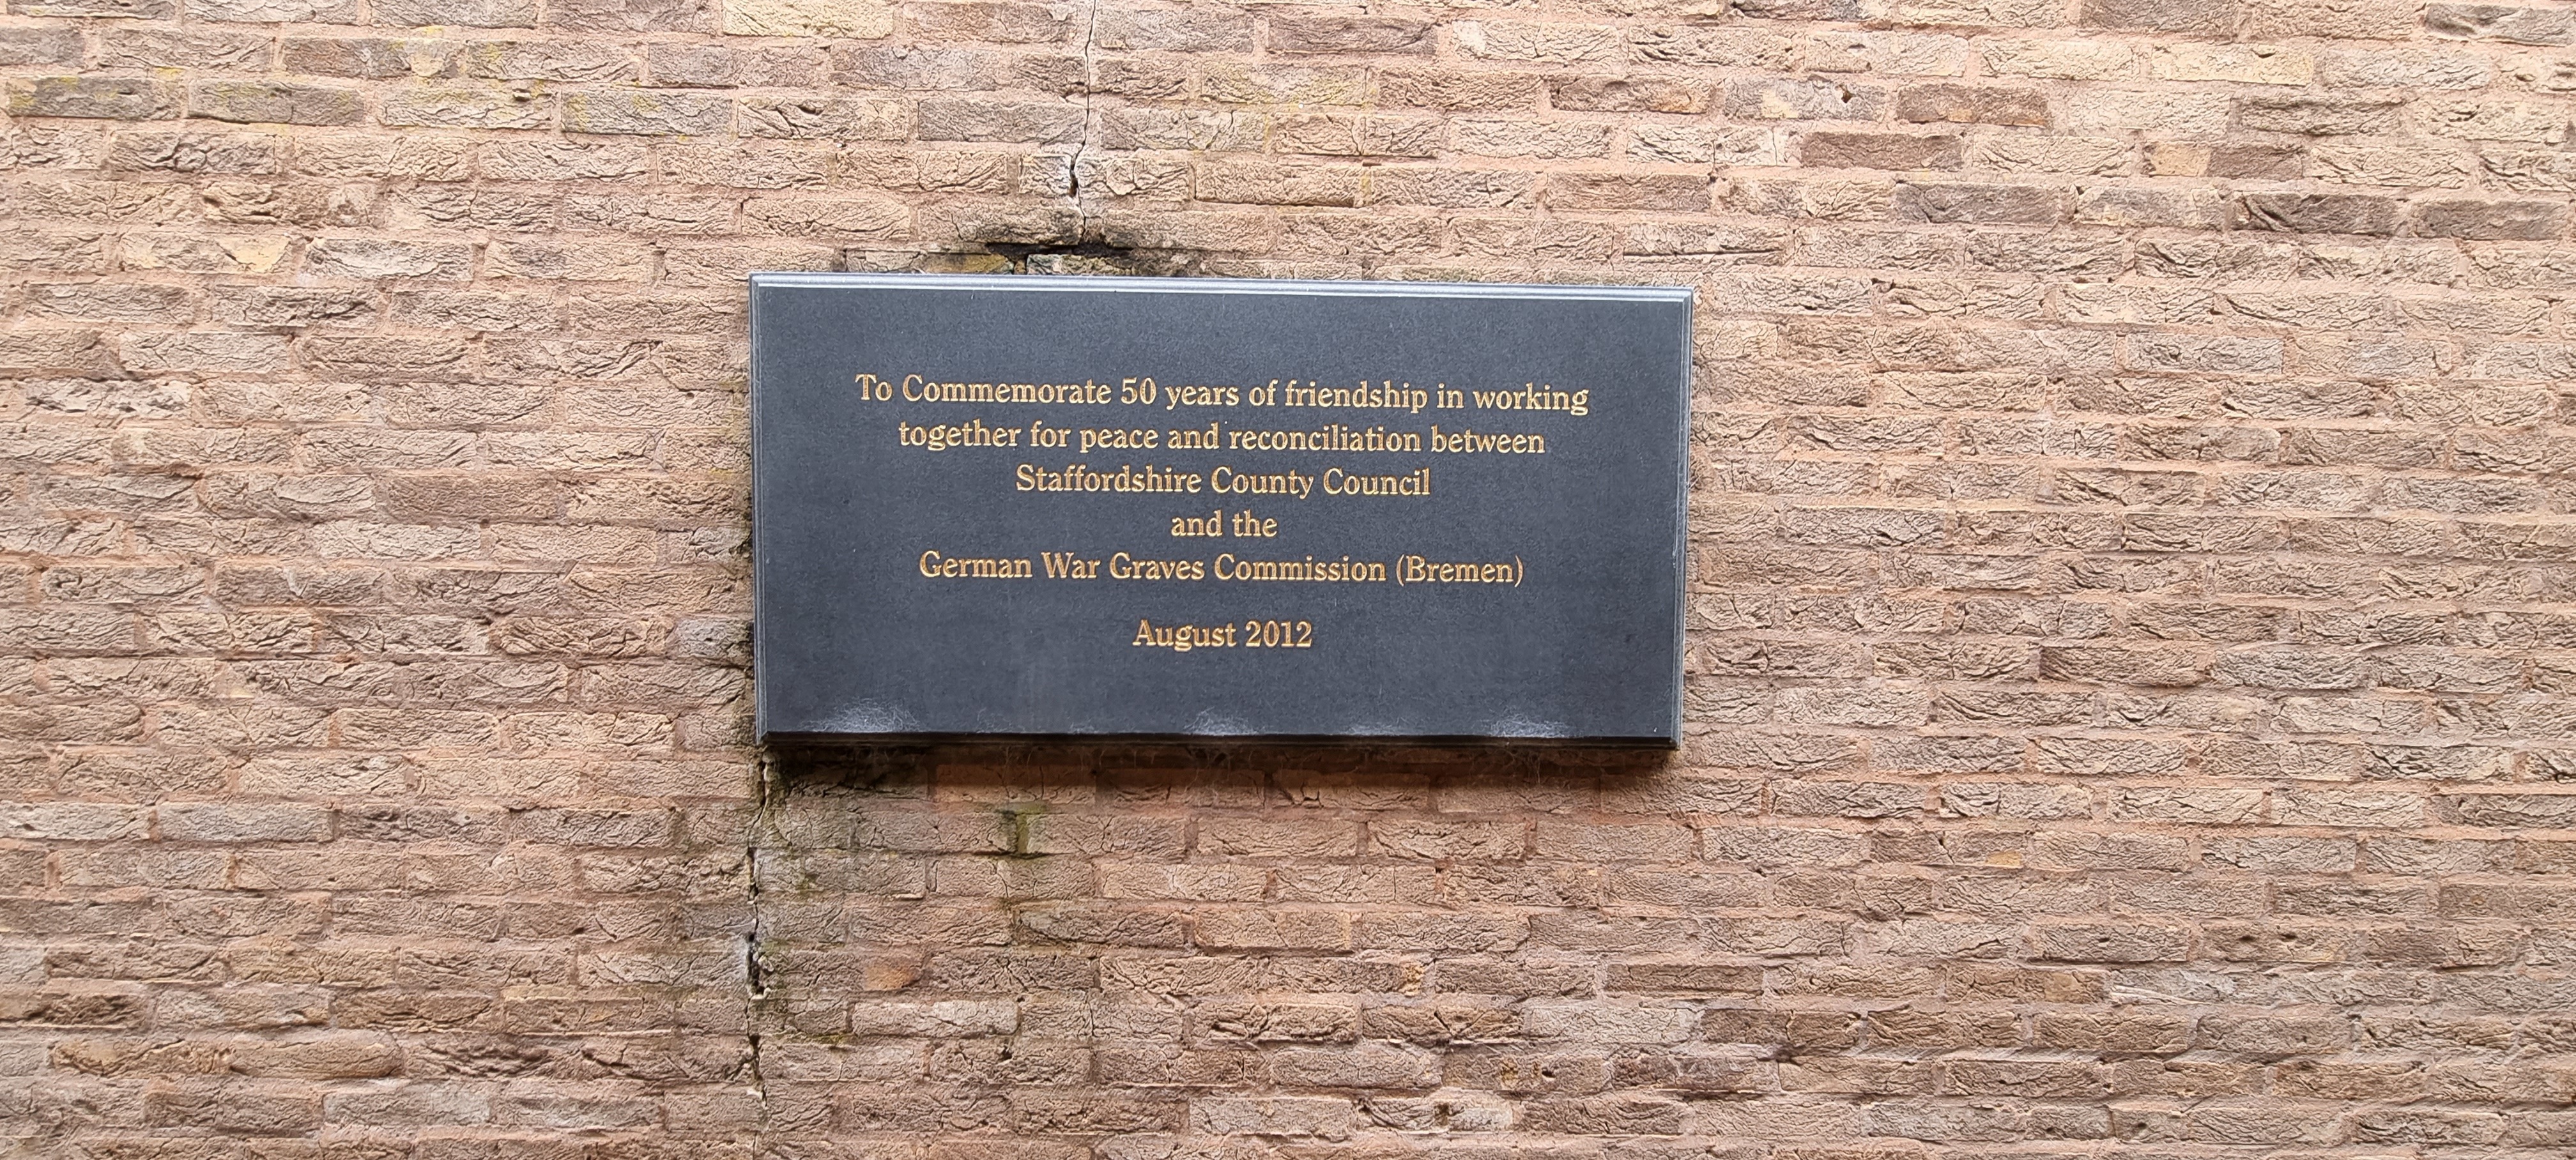 To Commemorate 50 years of friendship in working
together for peace and reconciliation between
Staffordshire County Council
and the
German War Graves Commission (Bremen)
August 2012